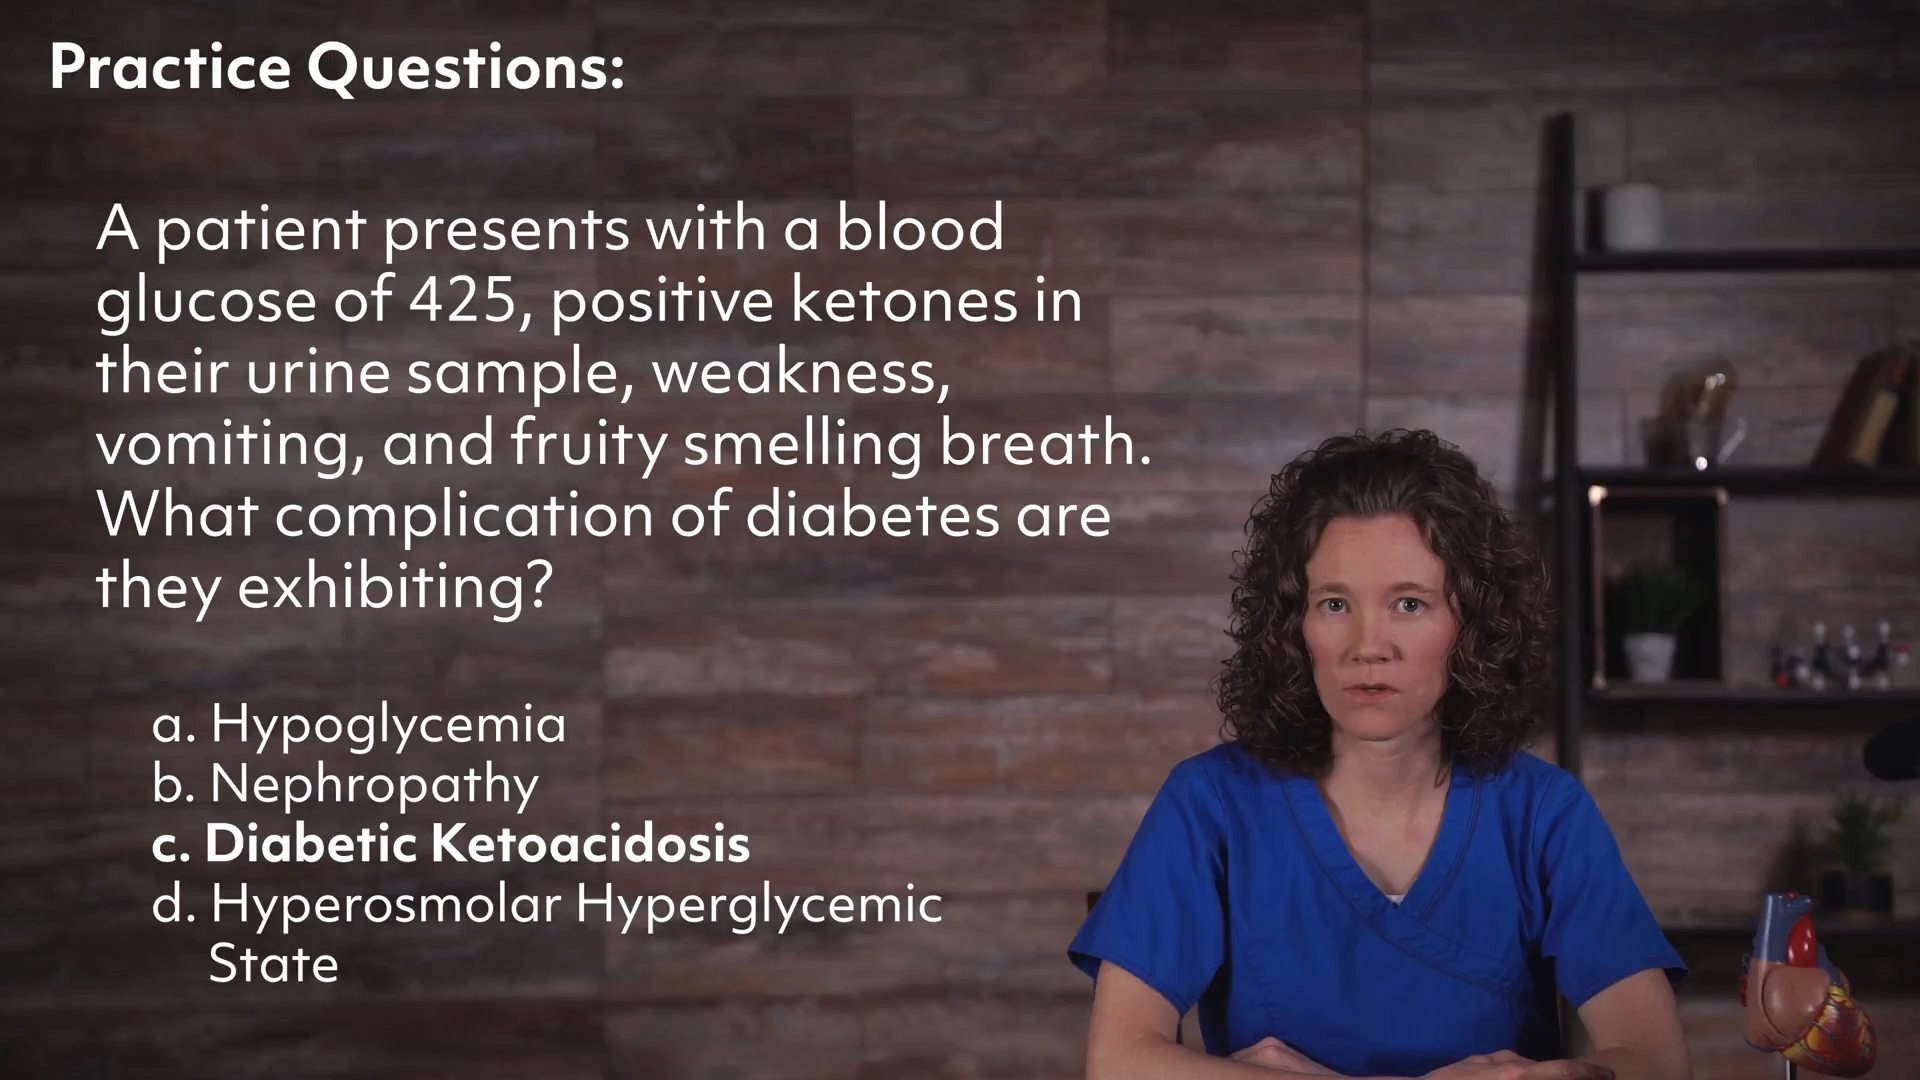 Practice Questions:
A patient presents with a blood
glucose of 425, positive ketones in
their urine sample, weakness,
vomiting, and fruity smelling breath.
What complication of diabetes are
they exhibiting?
a. Hypoglycemia
b. Nephropathy
c. Diabetic Ketoacidosis
d. Hyperosmolar Hyperglycemic
State